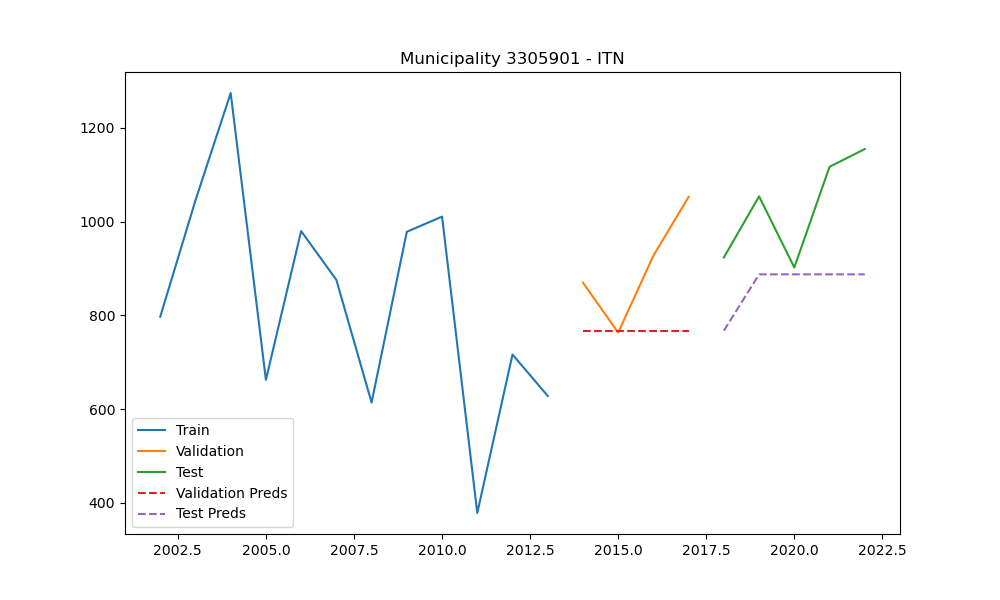 Municipality 3305901 - ITN
1200
1000
800
600
400
Train
Validation
Test
Validation Preds
Test Preds
2002.5 2005.0 2007.5 2010.0 2012.5 2015.0 2017.5 2020.0 2022.5